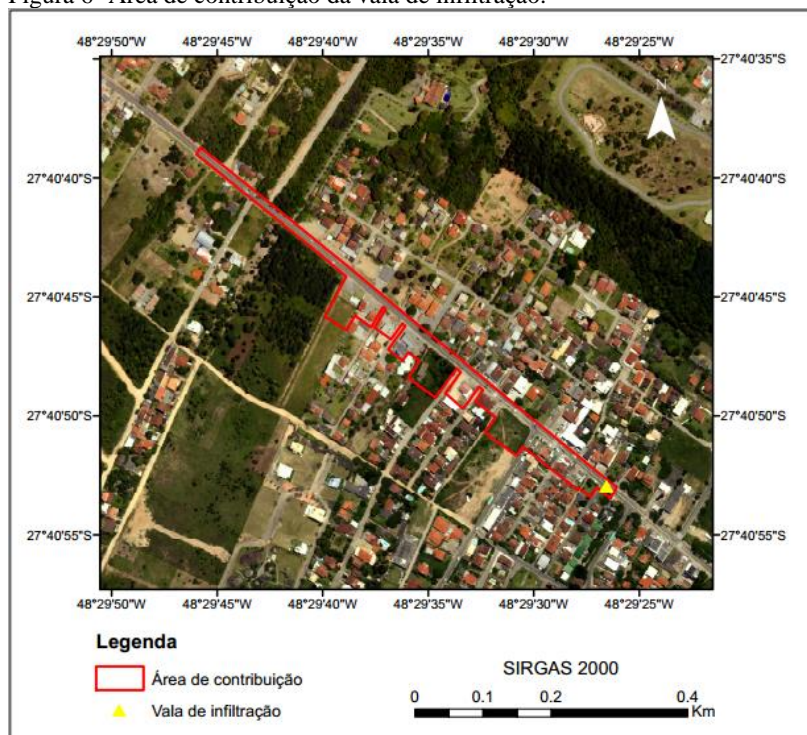 Figura 6- Área de contribuição da vala de infiltração.
48°29'50"W 48°29'45"W 48°29'40"W 48°29'35"W 48°29'30"W 48°29'25"W
27°40'35"S
N
27°40'40"S 27°40'40"S
27°40'45"S 27°40'45"S
27°40'50"S 27°40'50"S
27°40'55"S 27°40'55"S
48°29'50"W 48°29'45"W 48°29'40"W 48°29'35"W 48°29'30"W 48°29'25"W
Legenda
Área de contribuição
Vala de infiltração
SIRGAS 2000
0 0.1 0.2 0.4
Km